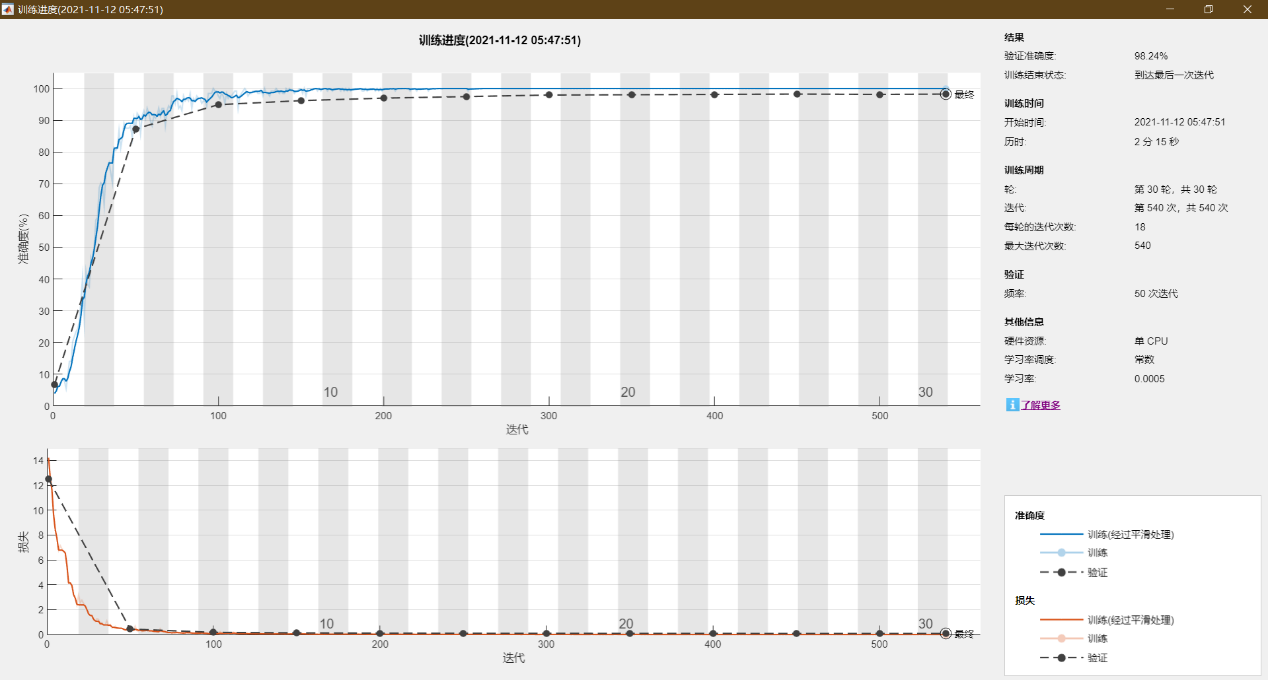 训练进度(2021-11-12 05:47:51)
训练进度(2021-11-12 05:47:51)
准确度(%)
100
90
80
70
60
50
40
30
20
10
0
0 100 200 300 400 500
10 20 30
迭代
最终
损失
14
12
10
8
6
4
2
0
0 100 200 300 400 500
10 20 30
迭代
最终
结果
验证准确度: 98.24%
训练结束状态: 到达最后一次迭代
训练时间
开始时间: 2021-11-12 05:47:51
历时: 2 分 15 秒
训练周期
轮: 第 30 轮，共 30 轮
迭代: 第 540 次，共 540 次
每轮的迭代次数: 18
最大迭代次数: 540
验证
频率: 50 次迭代
其他信息
硬件资源: 单 CPU
学习率调度: 常数
学习率: 0.0005
i 了解更多
准确度
训练(经过平滑处理)
训练
验证
损失
训练(经过平滑处理)
训练
验证